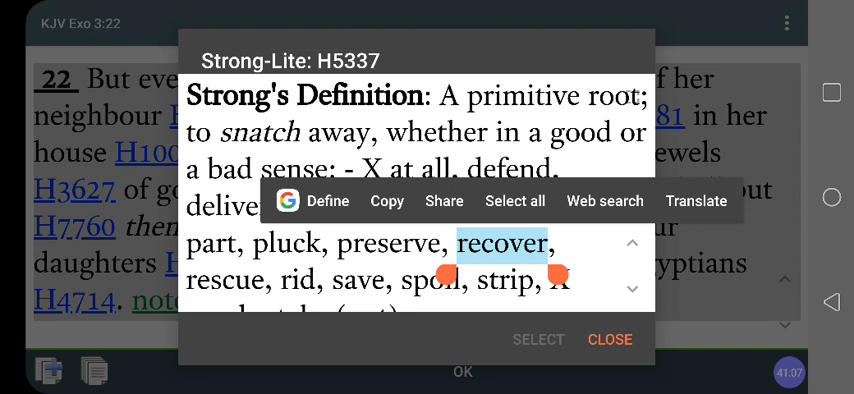 KJV Exo 3:22
Strong-Lite: H5337
22 But eve
f her
neighbour
81 in her
house H100
ewels
H3627 of go
out
H7760 them
ur
daughters H
gyptians
H4714. note
Strong's Definition: A primitive root;
to snatch away, whether in a good or
a bad sense: - X at all, defend,
deliver
Define Copy Share Select all Web search Translate
part, pluck, preserve, recover,
rescue, rid, save, spoil, strip, X
SELECT CLOSE
OK
41:07